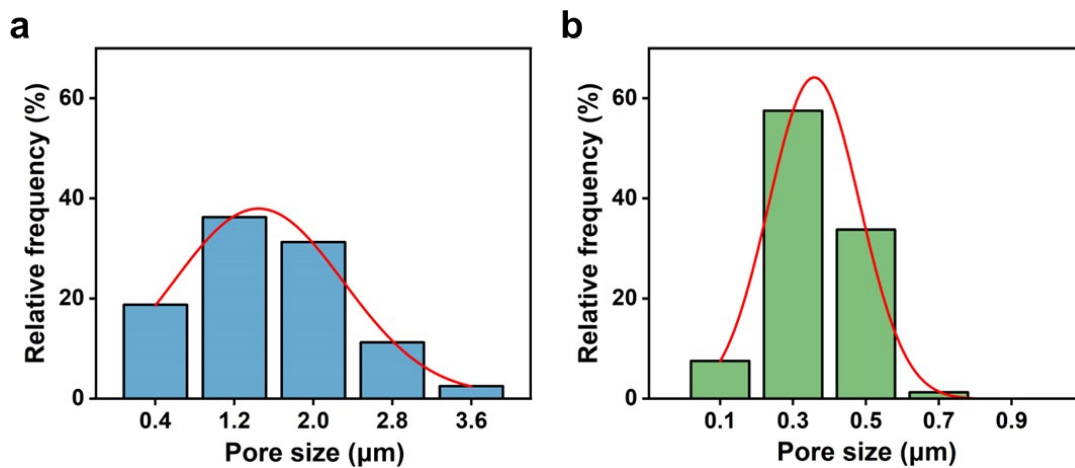 a
Relative frequency (%)
60
40
20
0
0.4 1.2 2.0 2.8 3.6
Pore size (μm)
b
Relative frequency (%)
60
40
20
0
0.1 0.3 0.5 0.7 0.9
Pore size (μm)